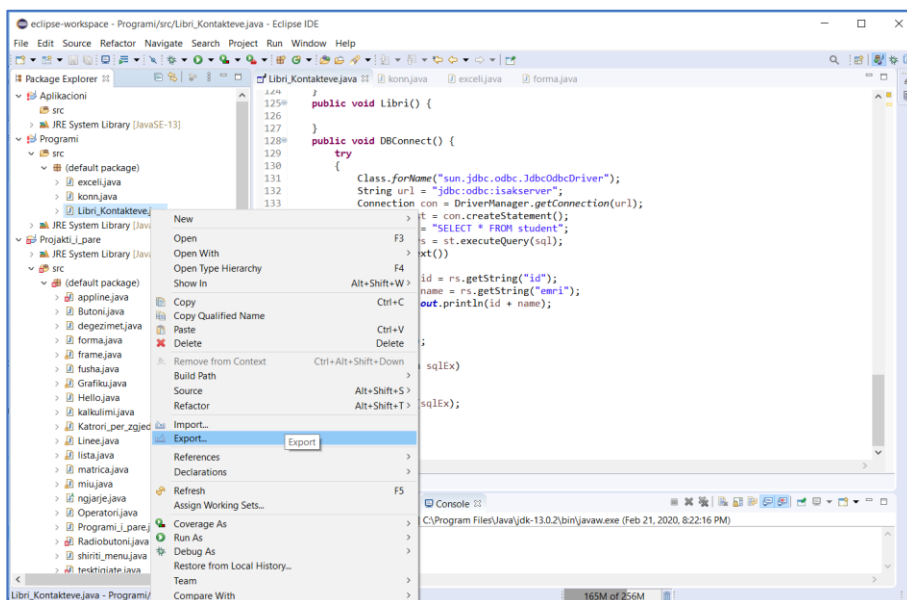 eclipse-workspace - Programi/src/Libri_Kontakteve.java - Eclipse IDE
File Edit Source Refactor Navigate Search Project Run Window Help
Package Explorer
Libri_Kontakteve.java
konn.java
exceli.java
forma.java
Aplikacioni
src
JRE System Library [JavaSE-13]
Programi
src
(default package)
exceli.java
konn.java
Libri_Kontakteve.j
JRE System Library [Java
Projakti_i_pare
JRE System Library [Java
src
(default package)
appline.java
Butoni.java
degezimet.java
forma.java
frame.java
fusha.java
Grafiku.java
Hello.java
kalkulimi.java
Katrori_per_zgjed
Linee.java
lista.java
matrica.java
miu.java
ngjarje.java
Operatori.java
Programi_i_pare.j
Radiobutoni.java
shiriti_menu.java
tesktigjate.java
124 }
125 public void Libri() {
126
127 }
128 public void DBConnect() {
129 try
130 {
131 Class.forName("sun.jdbc.odbc.JdbcOdbcDriver");
132 String url = "jdbc:odbc:isakserver";
133 Connection con = DriverManager.getConnection(url);
t = con.createStatement();
= "SELECT * FROM student";
s = st.executeQuery(sql);
xt())
id = rs.getString("id");
name = rs.getString("emri");
out.println(id + name);
;
sqlEx)
sqlEx);
New
Open F3
Open With
Open Type Hierarchy F4
Show In Alt+Shift+W
Copy Ctrl+C
Copy Qualified Name
Paste Ctrl+V
Delete Delete
Remove from Context Ctrl+Alt+Shift+Down
Build Path
Source Alt+Shift+S
Refactor Alt+Shift+T
Import...
Export...
Export
References
Declarations
Refresh F5
Assign Working Sets...
Coverage As
Run As
Debug As
Restore from Local History...
Team
Compare With
Console
C:\Program Files\Java\jdk-13.0.2\bin\javaw.exe (Feb 21, 2020, 8:22:16 PM)
Libri_Kontakteve.java - Programi/
165M of 256M